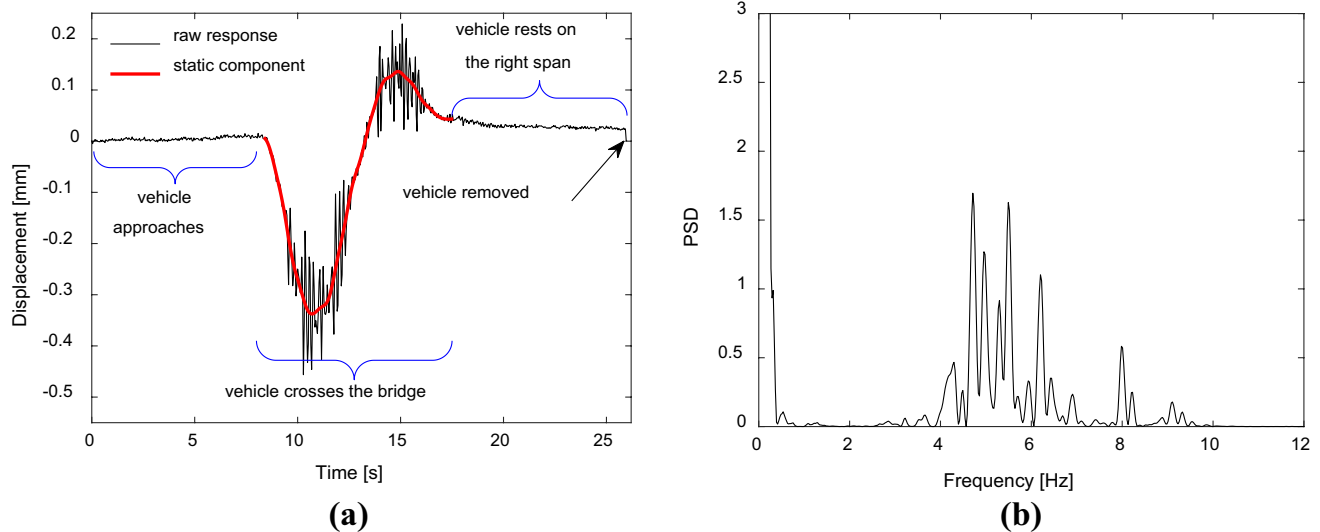 0.2
0.1
0
-0.1
-0.2
-0.3
-0.4
-0.5
Displacement [mm]
raw response
static component
vehicle rests on
the right span
vehicle
approaches
vehicle removed
vehicle crosses the bridge
0 5 10 15 20 25
Time [s]
(a)
3
2.5
2
1.5
1
0.5
0
PSD
0 2 4 6 8 10 12
Frequency [Hz]
(b)